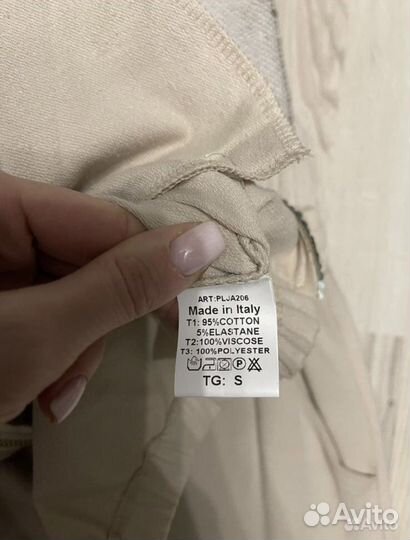 ART:PLJA206
Made in Italy
T1: 95%COTTON
5%ELASTANE
T2:100%VISCOSE
T3: 100%POLYESTER
TG: S
Avito